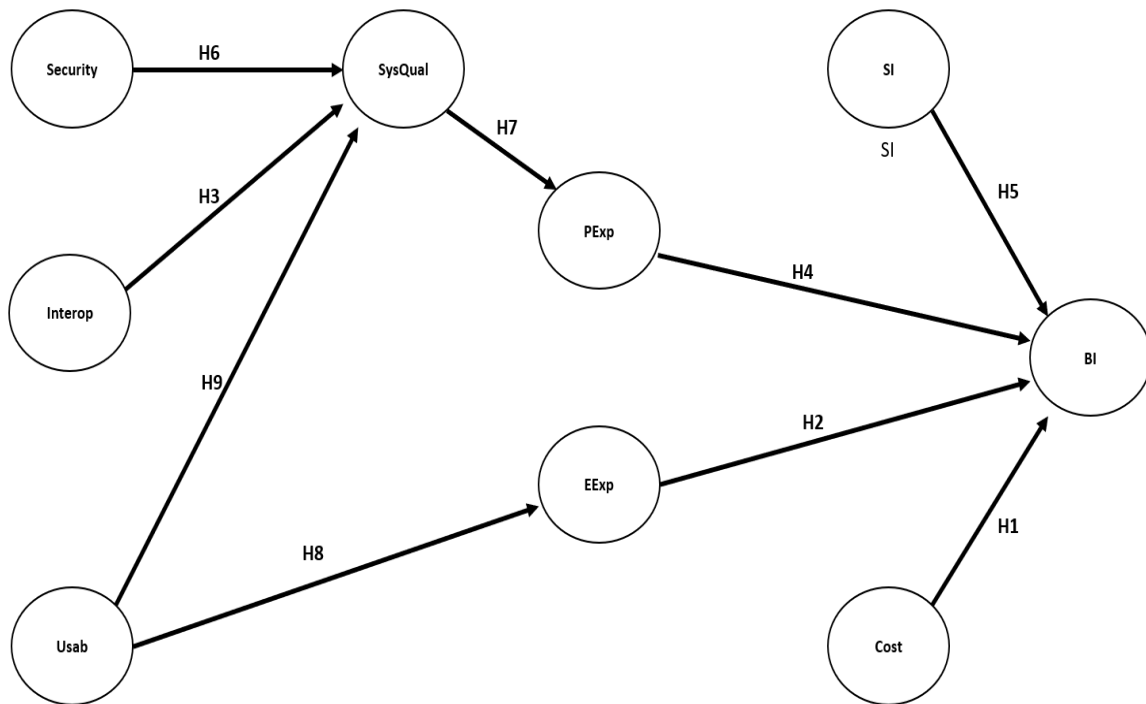 Security
H6
SysQual
SI
SI
H7
H3
H5
PExp
H4
Interop
BI
H9
H2
EExp
H8
H1
Usab
Cost